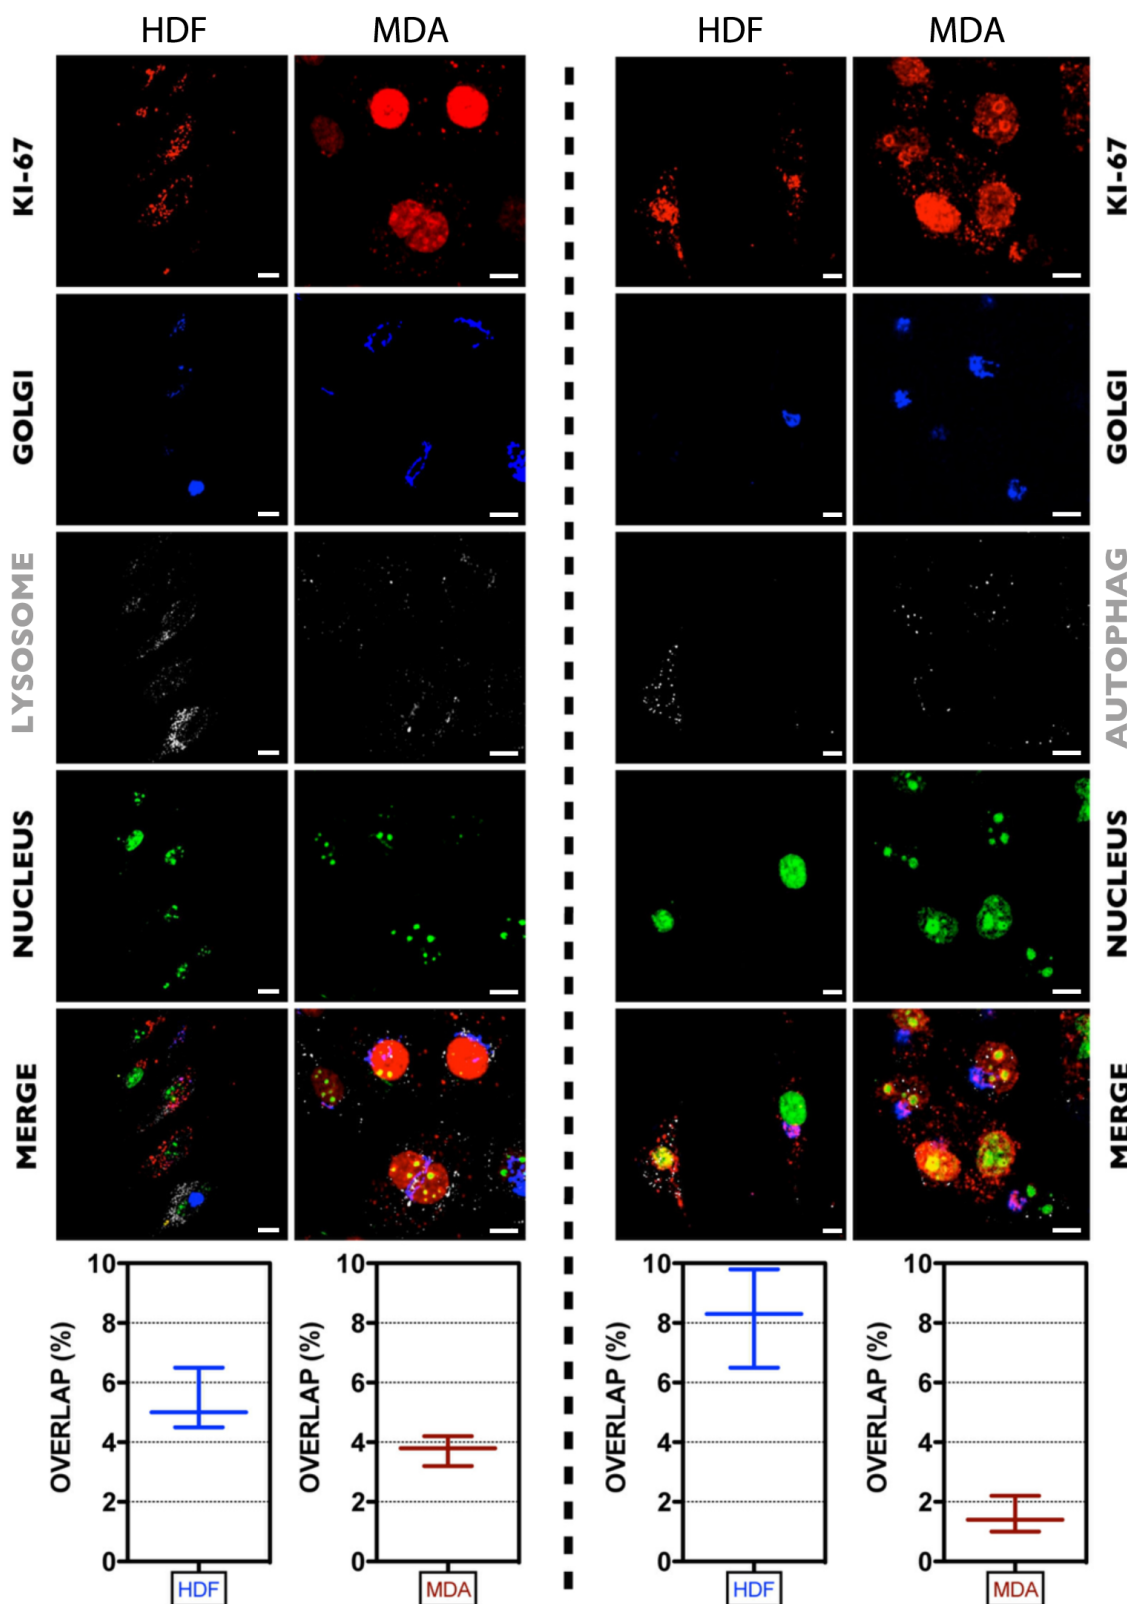 HDF MDA HDF MDA
KI-67 KI-67
GOLGI GOLGI
LYSOSOME AUTOPHAG
NUCLEUS NUCLEUS
MERGE MERGE
OVERLAP (%) OVERLAP (%) OVERLAP (%) OVERLAP (%)
10 10 10 10
8 8 8 8
6 6 6 6
4 4 4 4
2 2 2 2
0 0 0 0
HDF MDA HDF MDA